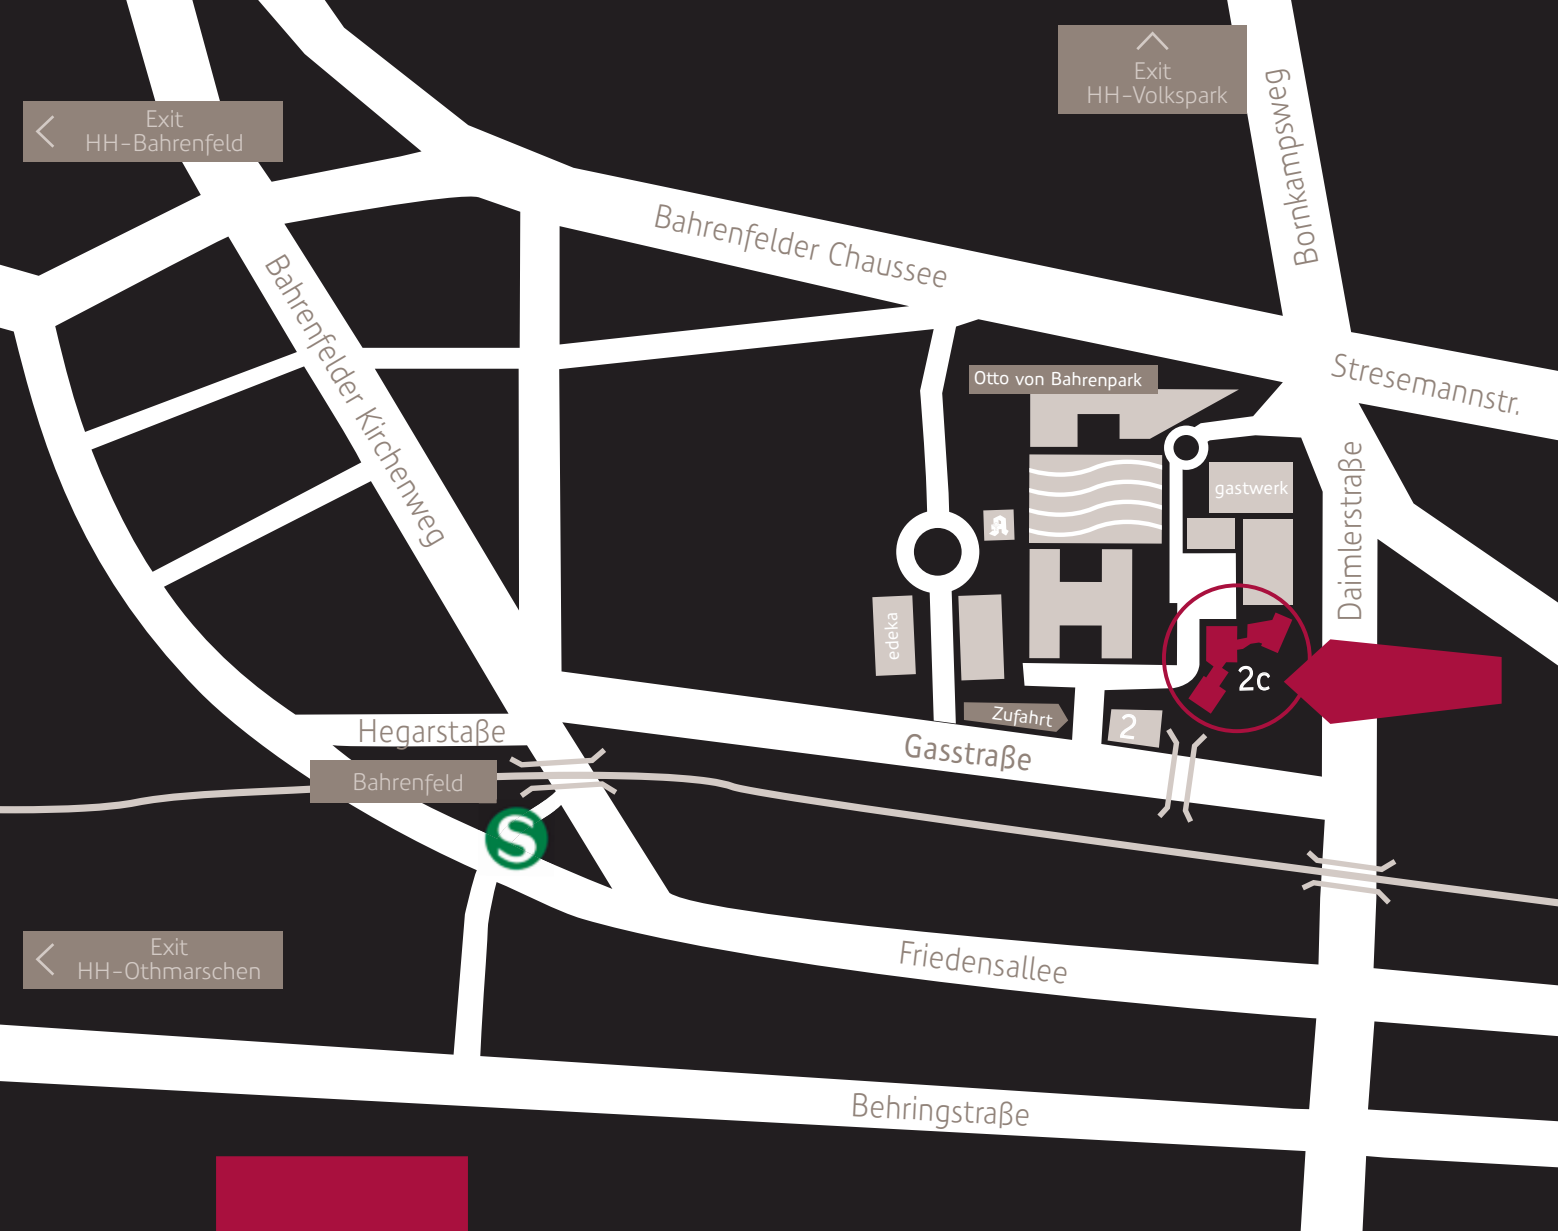 Exit
HH-Volkspark
Exit
HH-Bahrenfeld
Bornkampsweg
Bahrenfelder Chaussee
Bahrenfelder Kirchenweg
Stresemannstr.
Otto von Bahrenpark
gastwerk
Daimlerstraße
edeka
2c
Zufahrt
2
Hegarstaße
Gasstraße
Bahrenfeld
S
Exit
HH-Othmarschen
Friedensallee
Behringstraße